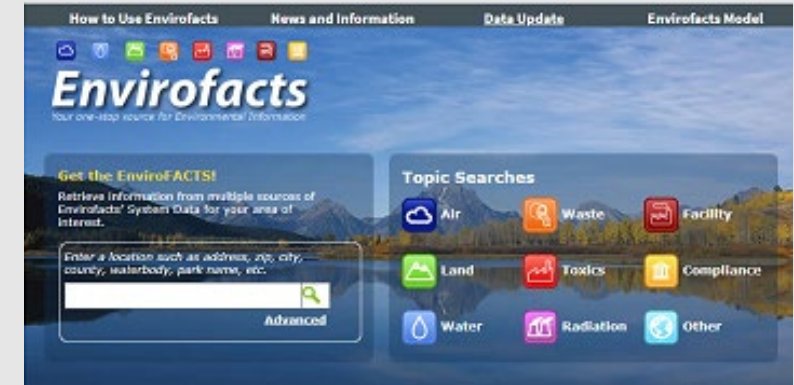 How to Use Envirofacts News and Information Data Update Envirofacts Model
Envirofacts
Your one-stop source for Environmental Information
Get the EnviroFACTS!
Retrieve information from multiple sources of
Envirofacts' System Data for your area of
Interest.
Enter a location such as address, zip, city,
county, waterbody, park name, etc.
Advanced
Topic Searches
Air Waste Facility
Land Toxics Compliance
Water Radiation Other